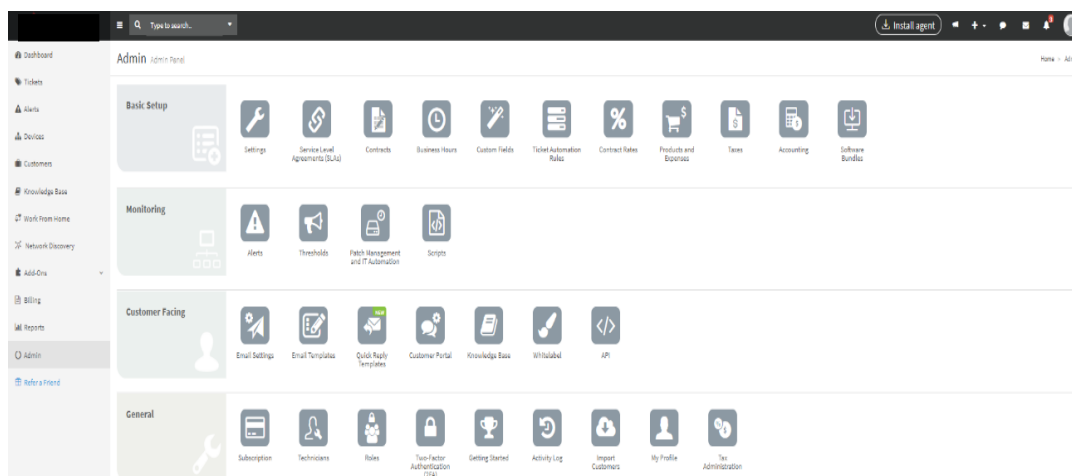 Type to search..
Install agent
Dashboard
Tickets
Alerts
Devices
Customers
Knowledge Base
Work From Home
Network Discovery
Add-Ons
Billing
Reports
Admin
Refer a Friend
Admin Admin Panel
Home
Basic Setup
Settings
Service Level
Agreements (SLAs)
Contracts
Business Hours
Custom Fields
Ticket Automation
Rules
Contract Rates
Products and
Expenses
Taxes
Accounting
Software
Bundles
Monitoring
Alerts
Thresholds
Patch Management
and IT Automation
Scripts
Customer Facing
Email Settings
Email Templates
NEW
Quick Reply
Templates
Customer Portal
Knowledge Base
Whitelabel
API
General
Subscription
Technicians
Roles
Two-Factor
Authentication
(2FA)
Getting Started
Activity Log
Import
Customers
My Profile
Tax
Administration